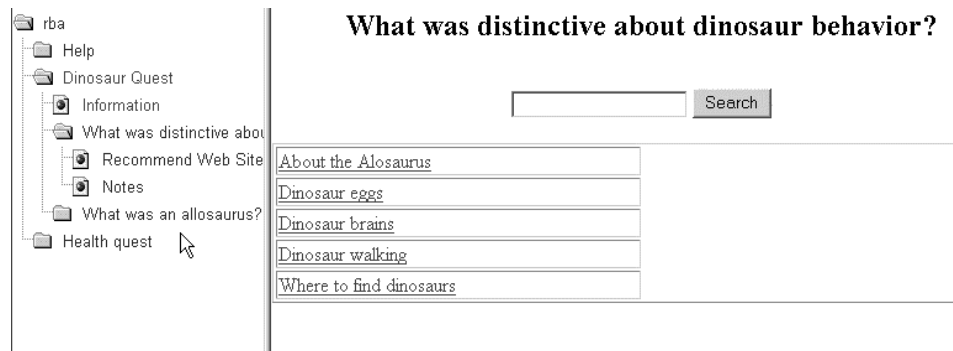 rba
Help
Dinosaur Quest
Information
What was distinctive abou
Recommend Web Site
Notes
What was an allosaurus?
Health quest
What was distinctive about dinosaur behavior?
Search
About the Alosaurus
Dinosaur eggs
Dinosaur brains
Dinosaur walking
Where to find dinosaurs